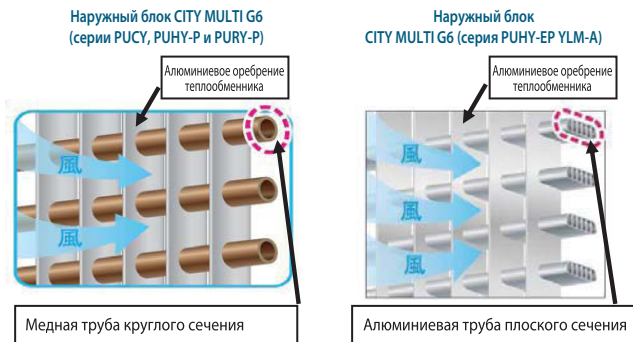 Наружный блок CITY MULTI G6
(серии PUCY, PUHY-P и PURY-P)
Алюминиевое оребрение
теплообменника
風
風
Медная труба круглого сечения
Наружный блок
CITY MULTI G6 (серия PUHY-EP YLM-A)
Алюминиевое оребрение
теплообменника
風
風
風
Алюминиевая труба плоского сечения